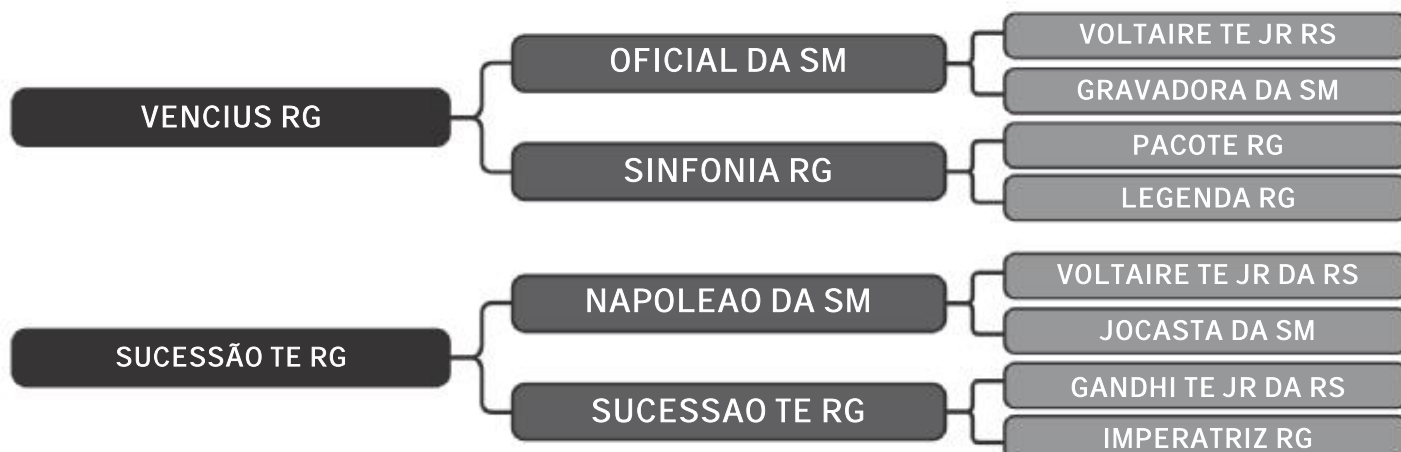 VENCIUS RG
OFICIAL DA SM
VOLTAIRE TE JR RS
GRAVADORA DA SM
SINFONIA RG
PACOTE RG
LEGENDA RG
SUCESSÃO TE RG
NAPOLEAO DA SM
VOLTAIRE TE JR DA RS
JOCASTA DA SM
SUCESSAO TE RG
GANDHI TE JR DA RS
IMPERATRIZ RG